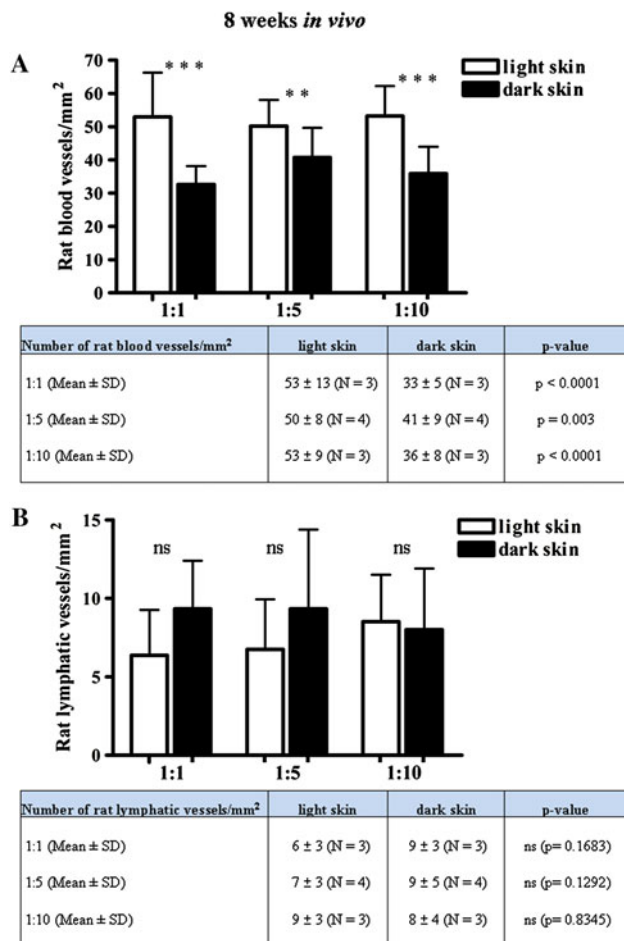 8 weeks in vivo
A
70
60
50
40
30
20
10
0
Rat blood vessels/mm²
* * *
* *
* * *
light skin
dark skin
1:1 1:5 1:10
Number of rat blood vessels/mm² light skin dark skin p-value
1:1 (Mean ± SD) 53 ± 13 (N = 3) 33 ± 5 (N = 3) p < 0.0001
1:5 (Mean ± SD) 50 ± 8 (N = 4) 41 ± 9 (N = 4) p = 0.003
1:10 (Mean ± SD) 53 ± 9 (N = 3) 36 ± 8 (N = 3) p < 0.0001
B
15
10
5
0
Rat lymphatic vessels/mm²
ns
ns
ns
light skin
dark skin
1:1 1:5 1:10
Number of rat lymphatic vessels/mm² light skin dark skin p-value
1:1 (Mean ± SD) 6 ± 3 (N = 3) 9 ± 3 (N = 3) ns (p= 0.1683)
1:5 (Mean ± SD) 7 ± 3 (N = 4) 9 ± 5 (N = 4) ns (p= 0.1292)
1:10 (Mean ± SD) 9 ± 3 (N = 3) 8 ± 4 (N = 3) ns (p= 0.8345)